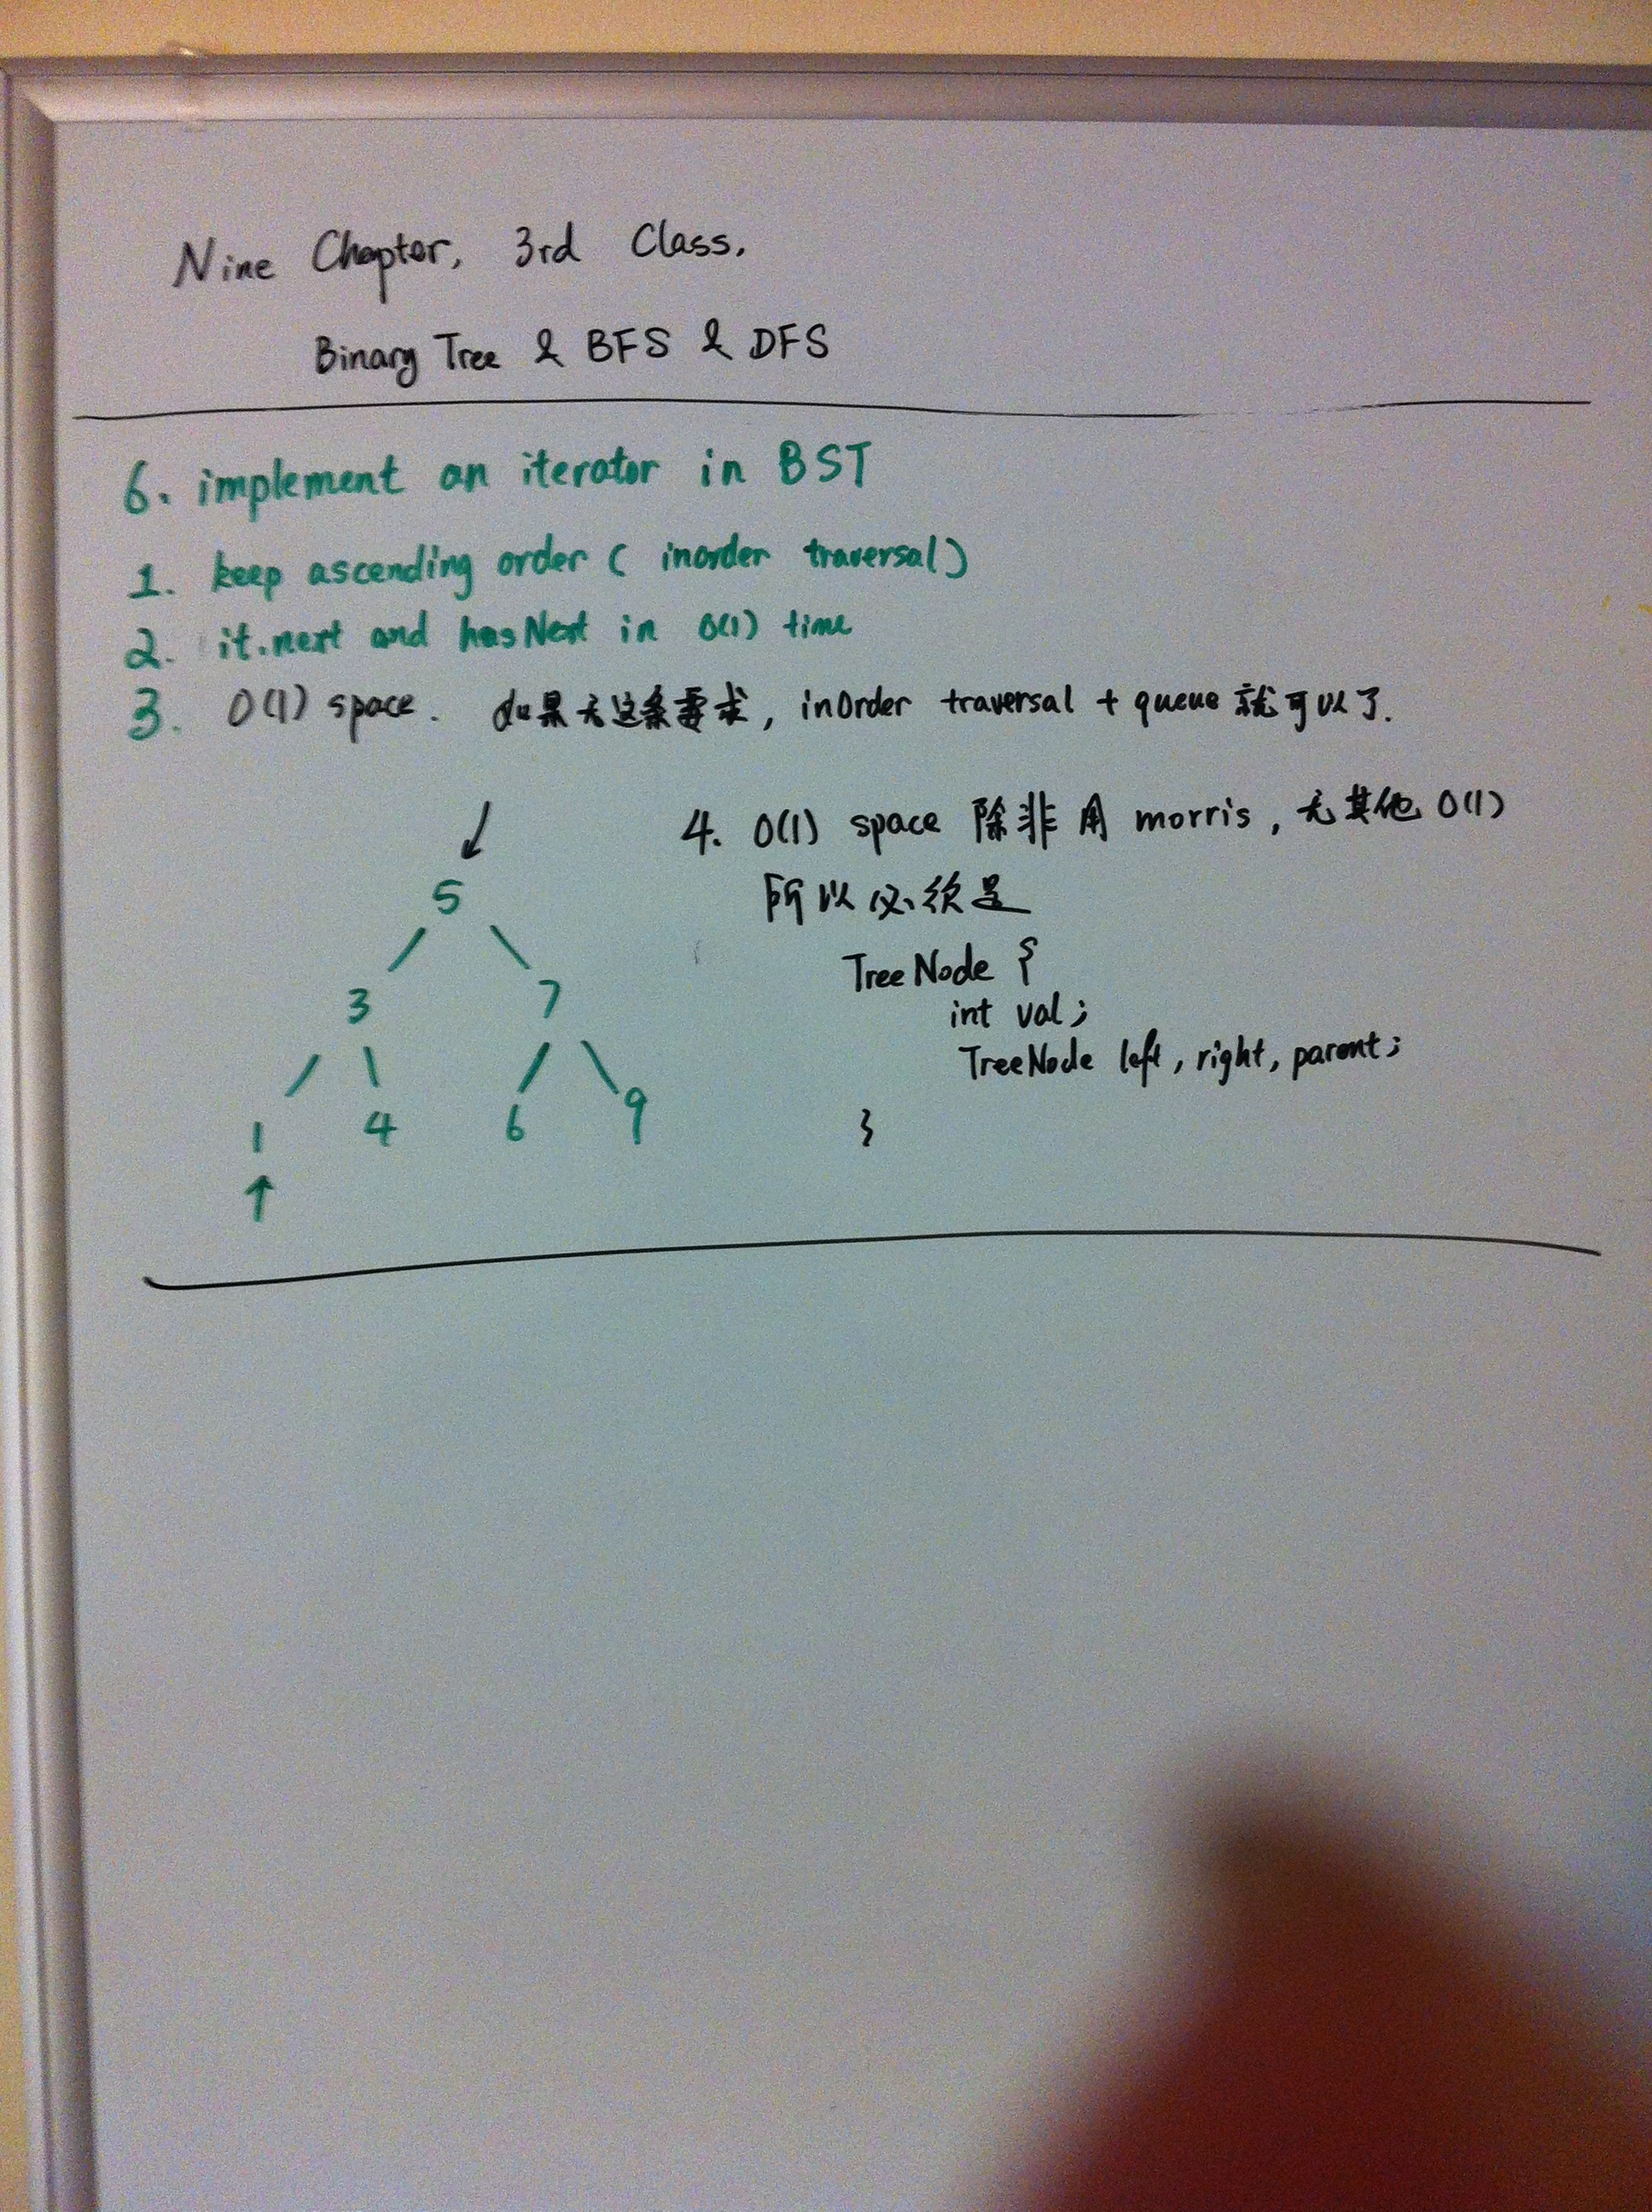 Nine Chapter, 3rd Class.
Binary Tree & BFS & DFS
6. implement an iterator in BST
1. keep ascending order ( inorder traversal)
2. it.next and hasNext in O(1) time
3. O(1) space. 如果无这条要求, inOrder traversal + queue 就可以了.
4. O(1) space 除非用 morris, 无其他 O(1)
所以必须是
TreeNode {
int val;
TreeNode left, right, parent;
}
5
3 7
1 4 6 9